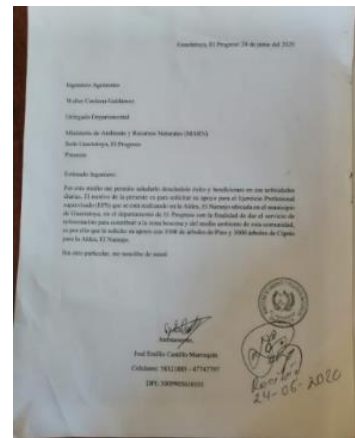 Guastatoya, El Progreso 24 de junio del 2020
Ingeniero Agrónomo
Delegado Departamental
Ministerio de Ambiente y Recursos Naturales (MARN)
Sede Guastatoya, El Progreso
Presente
Estimado Ingeniero:
Por este medio me permito saludarlo deseándole éxito y bendiciones en sus actividades
diarias. El motivo de la presente es para solicitar su apoyo para el Ejercicio Profesional
supervisado (EPS) que se está realizando en la Aldea, El Naranjo ubicada en el municipio
de Guastatoya, en el departamento de El Progreso con la finalidad de dar el servicio de
reforestación para contribuir a la zona boscosa y del medio ambiente de esta comunidad,
es por ello que le solicito su apoyo con de árboles de Pino y árboles de Ciprés
para la Aldea, El Naranjo.
Sin otro particular, me suscribo de usted.
Atentamente,
José Emilio Castillo Marroquín
Celulares:
DPI:
Recibido
24-06-2020